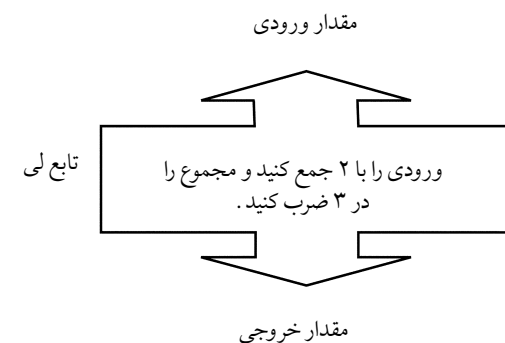 مقدار ورودی
تابع لی
ورودی را با ۲ جمع کنید و مجموع را
در ۳ ضرب کنید .
مقدار خروجی